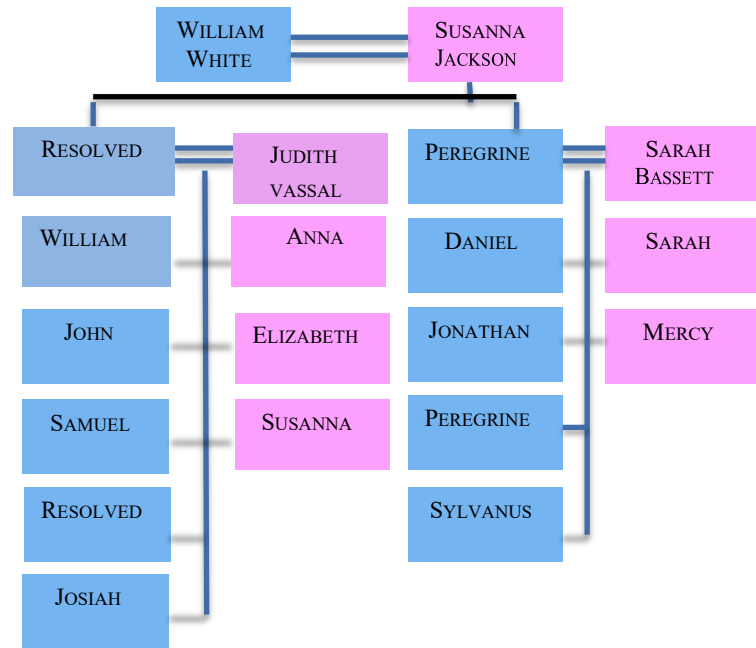 WILLIAM
WHITE
SUSANNA
JACKSON
RESOLVED
JUDITH
VASSAL
PEREGRINE
SARAH
BASSETT
WILLIAM
ANNA
DANIEL
SARAH
JOHN
ELIZABETH
JONATHAN
MERCY
SAMUEL
SUSANNA
PEREGRINE
RESOLVED
SYLVANUS
JOSIAH